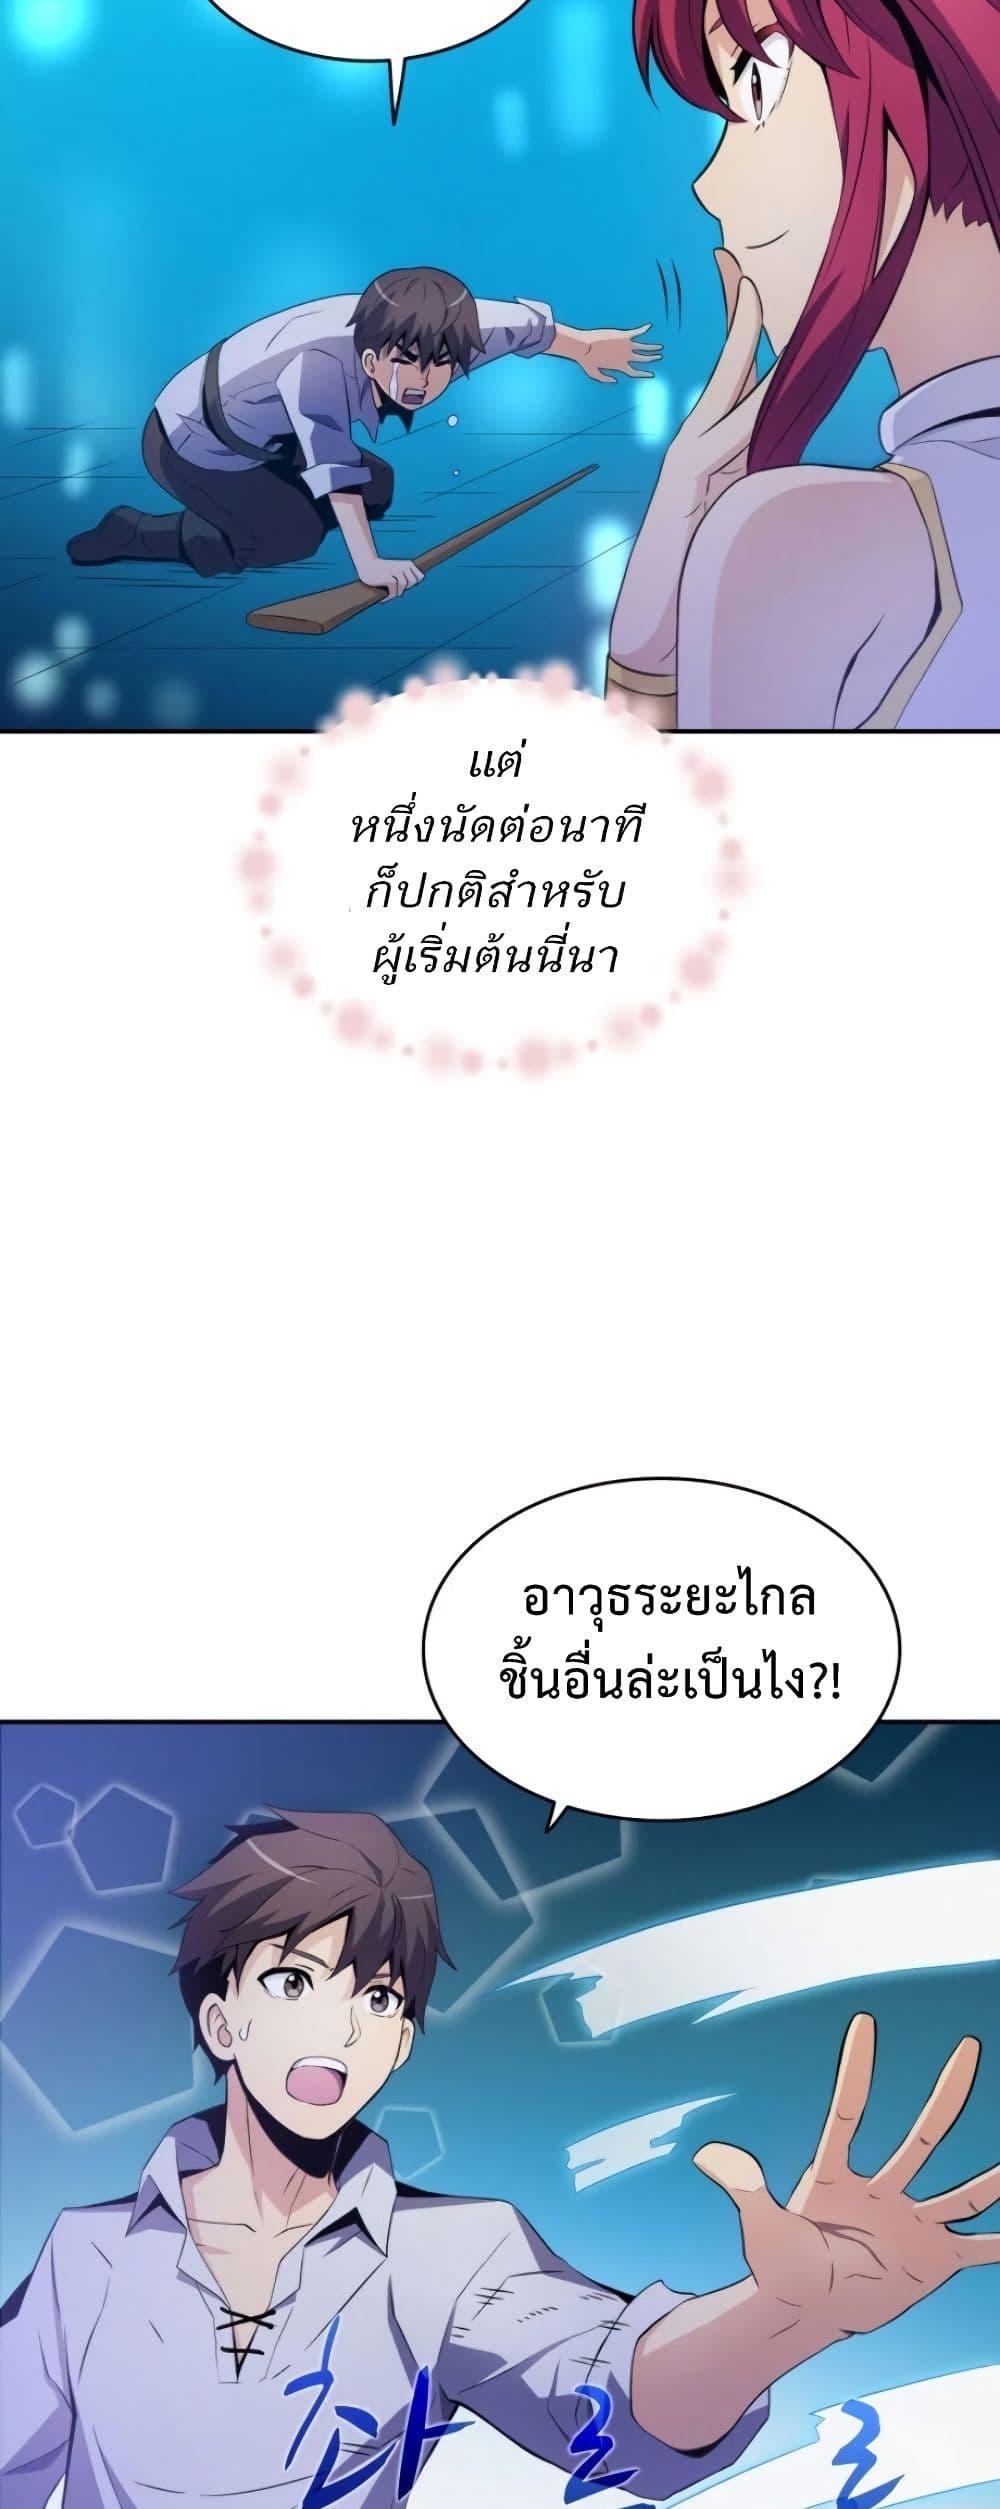 แต่
หนึ่งนัดต่อนาที
ก็ปกติสำหรับ
ผู้เริ่มต้นนี่นา
อาวุธระยะไกล
ชิ้นอื่นล่ะเป็นไง?!